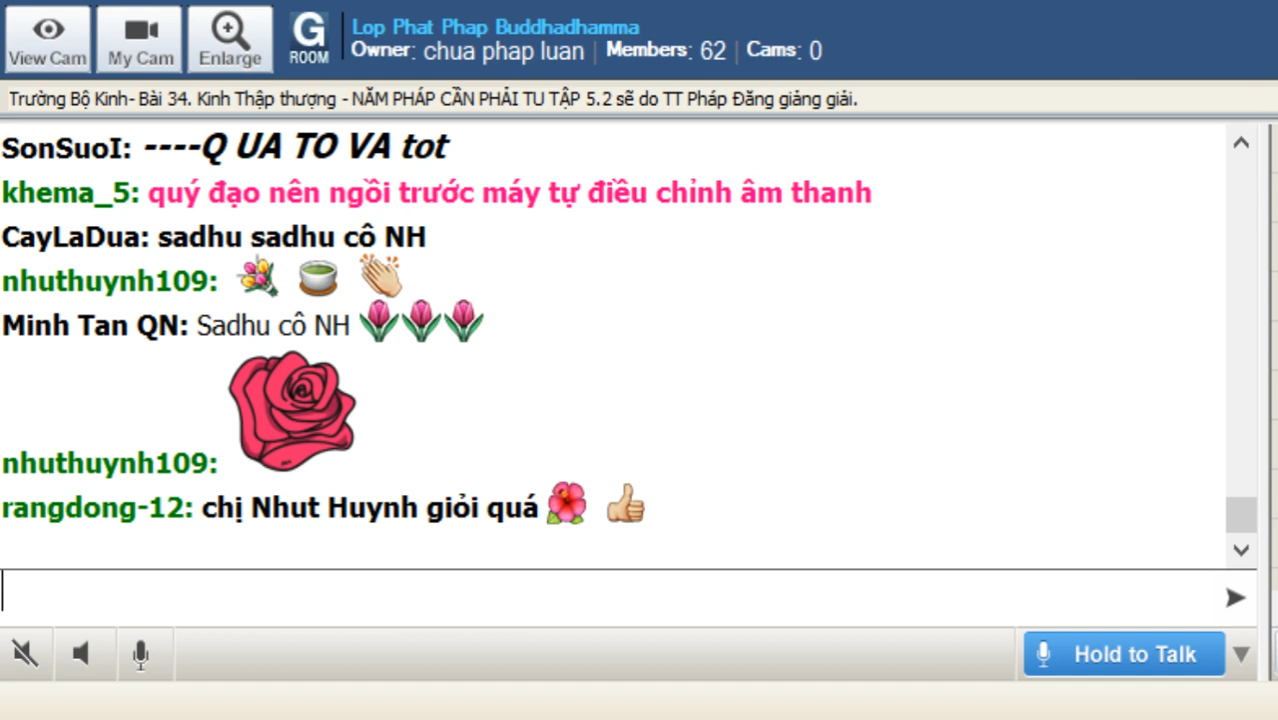 View Cam My Cam Enlarge G ROOM Lop Phat Phap Buddhadhamma
Owner: chua phap luan | Members: 62 | Cams: 0
Trường Bộ Kinh- Bài 34. Kinh Thập thượng - NĂM PHÁP CẦN PHẢI TU TẬP 5.2 sẽ do TT Pháp Đăng giảng giải.
SonSuoI: ----Q UA TO VA tot
khema_5: quý đạo nên ngồi trước máy tự điều chỉnh âm thanh
CayLaDua: sadhu sadhu cô NH
nhuthuynh109:
Minh Tan QN: Sadhu cô NH
nhuthuynh109:
rangdong-12: chị Nhut Huynh giỏi quá
Hold to Talk